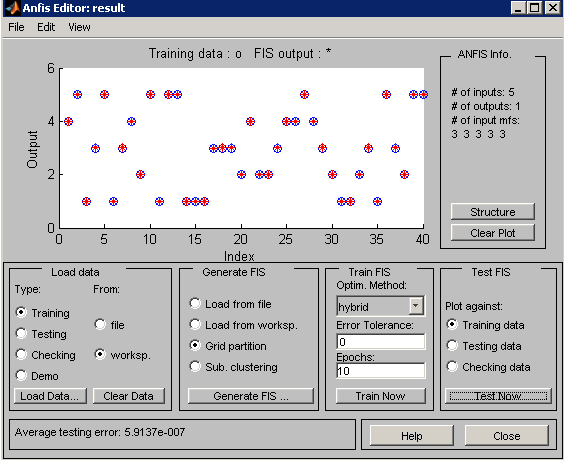 Anfis Editor: result
File Edit View
Training data : o FIS output : *
6
4
2
0
Output
0 5 10 15 20 25 30 35 40
Index
ANFIS Info.
# of inputs: 5
# of outputs: 1
# of input mfs:
3 3 3 3 3
Structure
Clear Plot
Load data
Type: From:
Training
Testing
Checking
Demo
file
worksp.
Load Data... Clear Data
Generate FIS
Load from file
Load from worksp.
Grid partition
Sub. clustering
Generate FIS ...
Train FIS
Optim. Method:
hybrid
Error Tolerance:
0
Epochs:
10
Train Now
Test FIS
Plot against:
Training data
Testing data
Checking data
Test Now
Average testing error: 5.9137e-007
Help Close